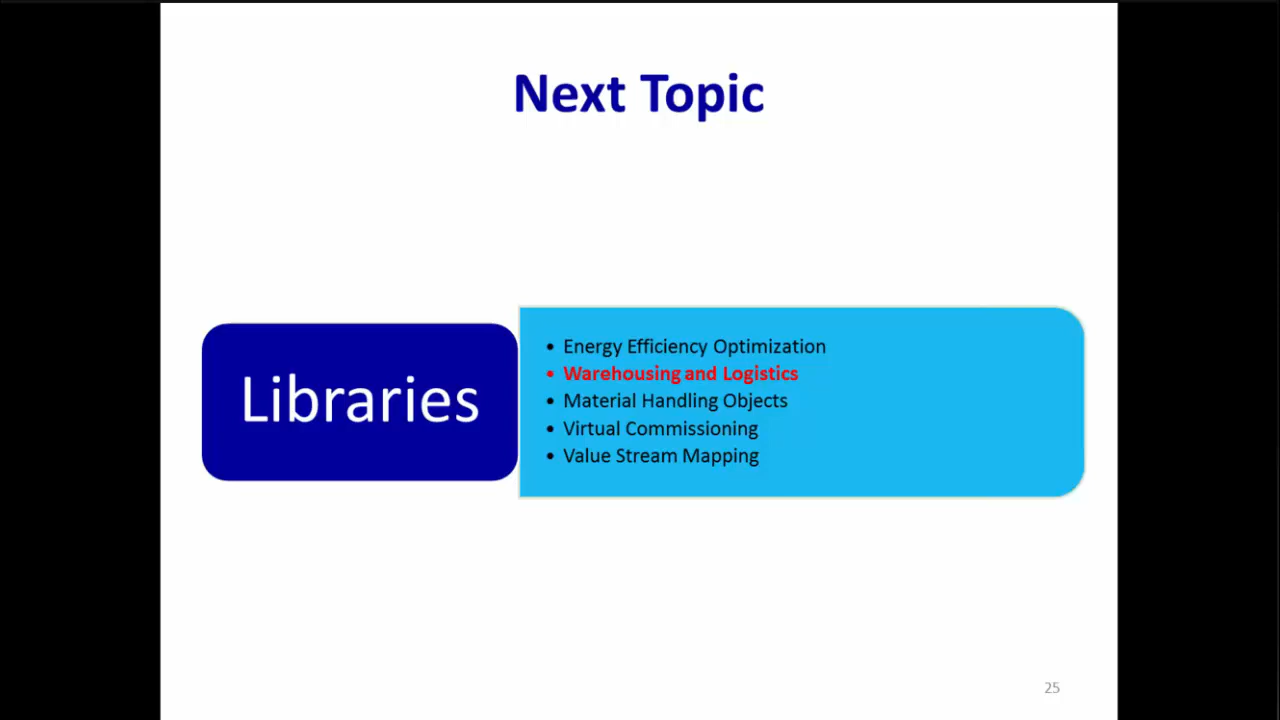 Next Topic
Libraries
• Energy Efficiency Optimization
• Warehousing and Logistics
• Material Handling Objects
• Virtual Commissioning
• Value Stream Mapping
25